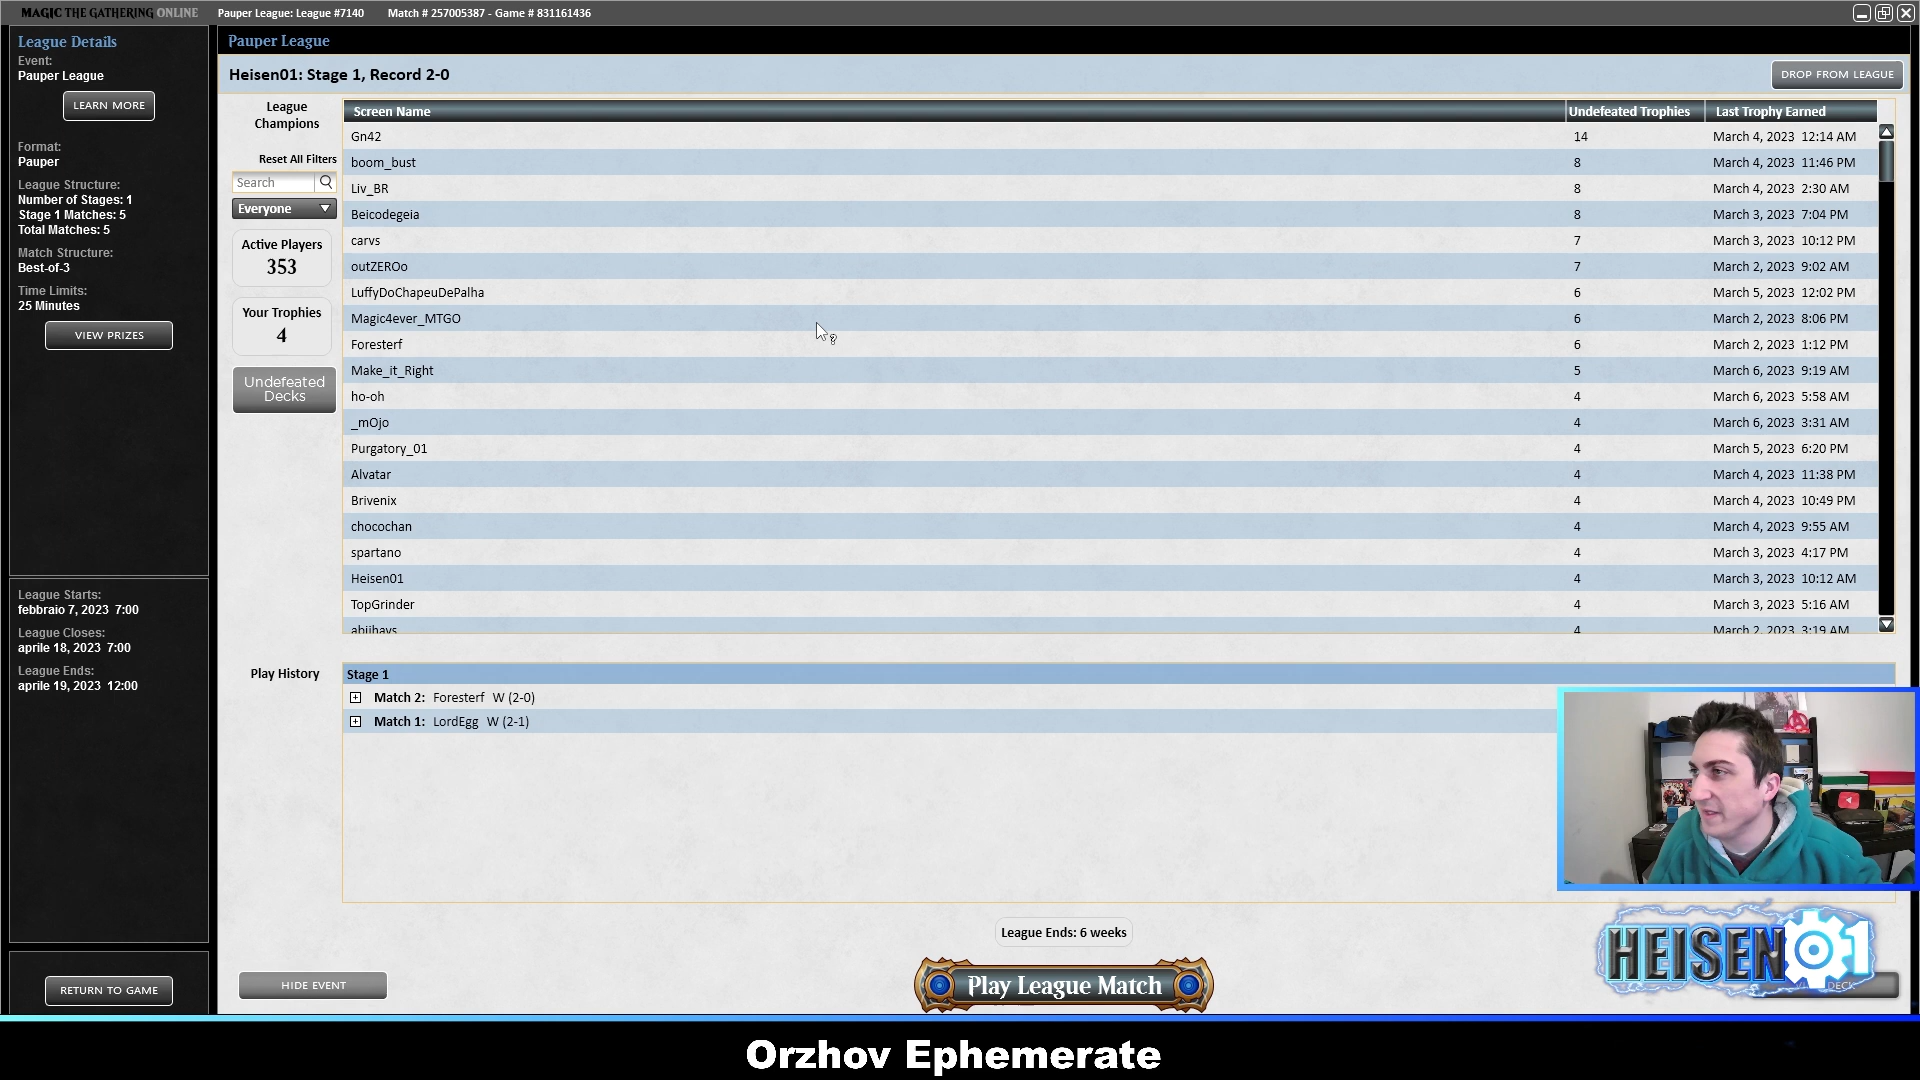 MAGIC THE GATHERING ONLINE Pauper League: League #7140 Match # 257005387 - Game # 831161436
League Details
Event:
Pauper League
LEARN MORE
Format:
Pauper
League Structure:
Number of Stages: 1
Stage 1 Matches: 5
Total Matches: 5
Match Structure:
Best-of-3
Time Limits:
25 Minutes
VIEW PRIZES
League Starts:
febbraio 7, 2023 7:00
League Closes:
aprile 18, 2023 7:00
League Ends:
aprile 19, 2023 12:00
RETURN TO GAME
Pauper League
Heisen01: Stage 1, Record 2-0
DROP FROM LEAGUE
League
Champions
Reset All Filters
Search
Everyone
Active Players
353
Your Trophies
4
Undefeated
Decks
Screen Name Undefeated Trophies Last Trophy Earned
Gn42 14 March 4, 2023 12:14 AM
boom_bust 8 March 4, 2023 11:46 PM
Liv_BR 8 March 4, 2023 2:30 AM
Beicodegeia 8 March 3, 2023 7:04 PM
carvs 7 March 3, 2023 10:12 PM
outZEROo 7 March 2, 2023 9:02 AM
LuffyDoChapeuDePalha 6 March 5, 2023 12:02 PM
Magic4ever_MTGO 6 March 2, 2023 8:06 PM
Foresterf 6 March 2, 2023 1:12 PM
Make_it_Right 5 March 6, 2023 9:19 AM
ho-oh 4 March 6, 2023 5:58 AM
_mOjo 4 March 6, 2023 3:31 AM
Purgatory_01 4 March 5, 2023 6:20 PM
Alvatar 4 March 4, 2023 11:38 PM
Brivenix 4 March 4, 2023 10:49 PM
chocochan 4 March 4, 2023 9:55 AM
spartano 4 March 3, 2023 4:17 PM
Heisen01 4 March 3, 2023 10:12 AM
TopGrinder 4 March 3, 2023 5:16 AM
4 March 2, 2023 3:19 AM
Play History
Stage 1
Match 2: Foresterf W (2-0)
Match 1: LordEgg W (2-1)
League Ends: 6 weeks
HIDE EVENT
Play League Match
HEISEN01
Orzhov Ephemerate